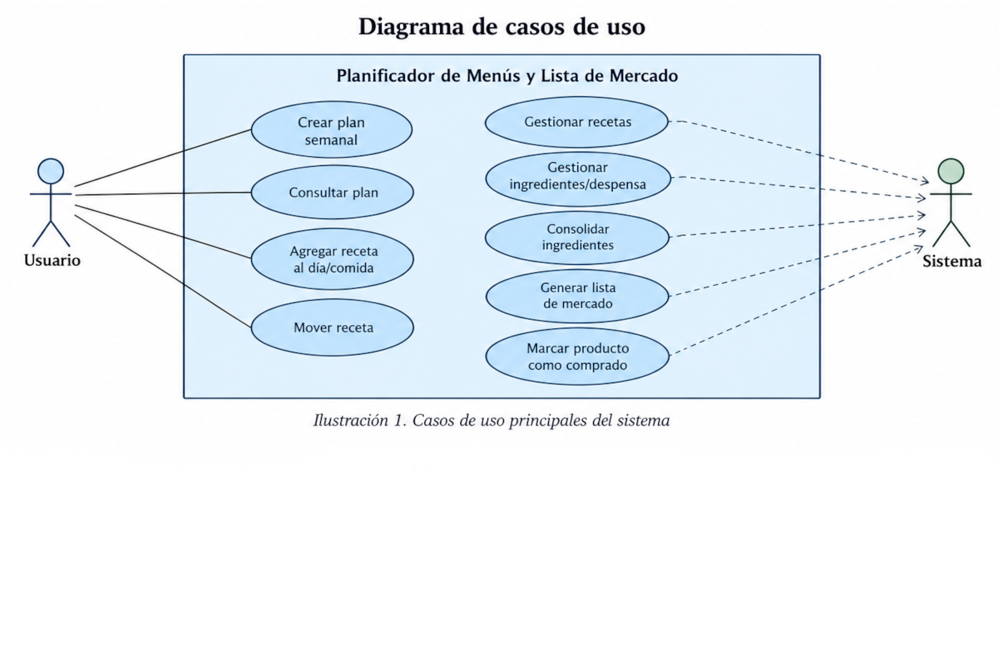 Diagrama de casos de uso
Planificador de Menús y Lista de Mercado
Crear plan
semanal
Consultar plan
Agregar receta
al día/comida
Mover receta
Gestionar recetas
Gestionar
ingredientes/despensa
Consolidar
ingredientes
Generar lista
de mercado
Marcar producto
como comprado
Usuario
Sistema
Ilustración 1. Casos de uso principales del sistema